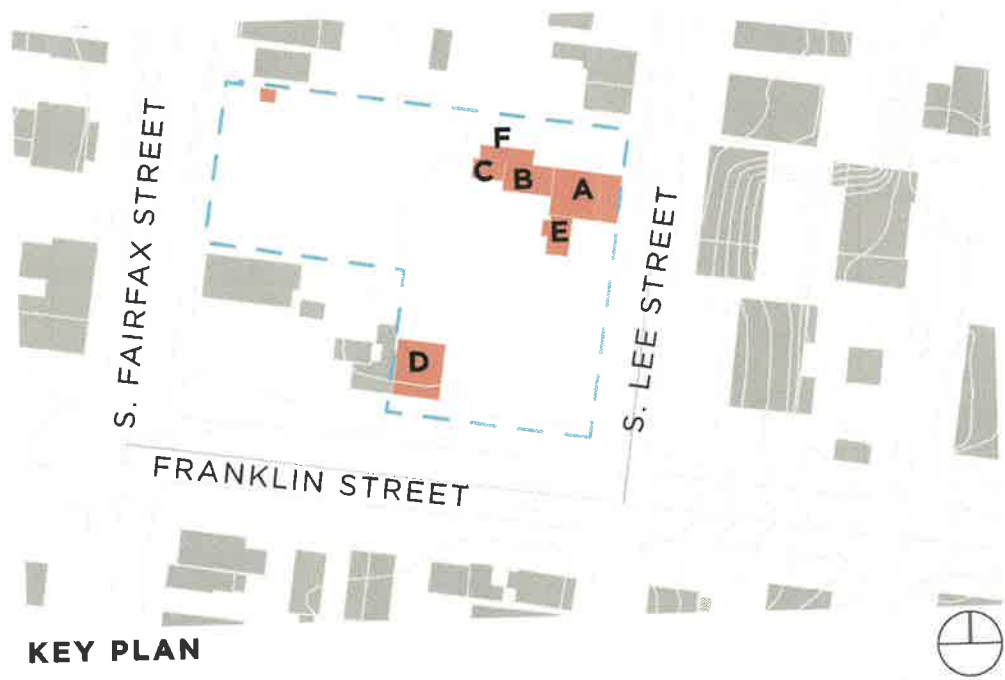 S. FAIRFAX STREET
F
C
B
A
E
S. LEE STREET
D
FRANKLIN STREET
KEY PLAN